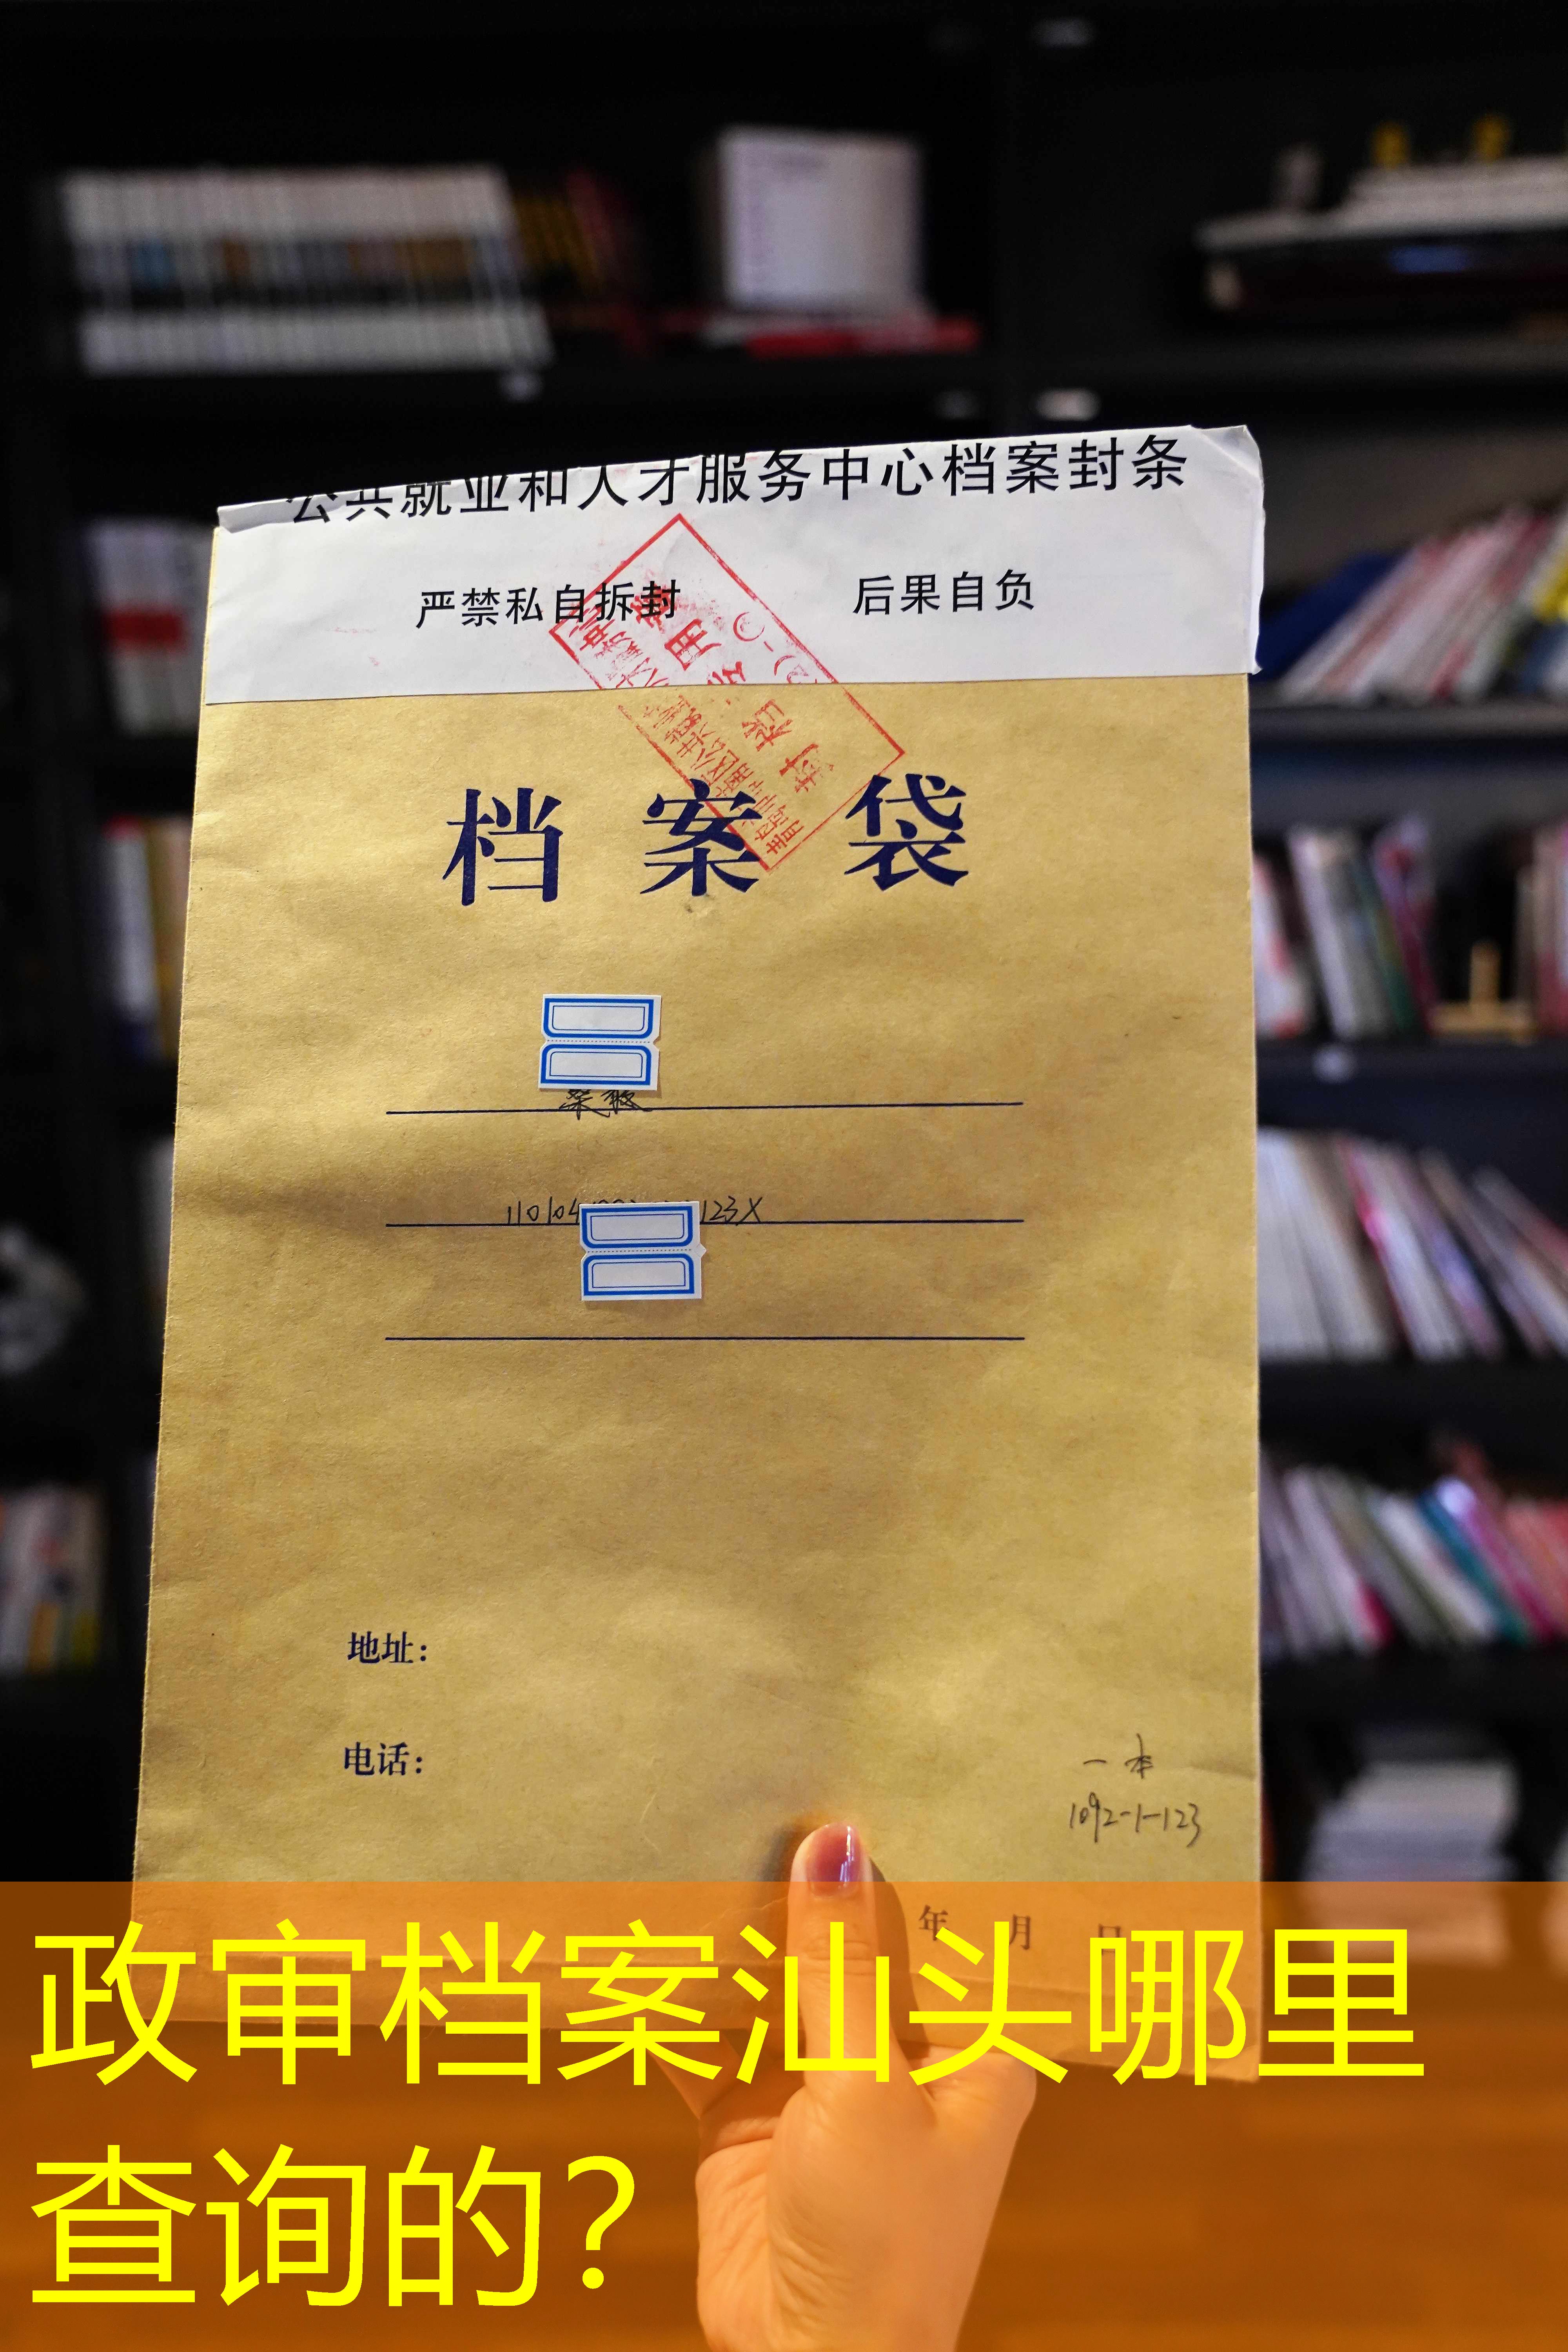 公共就业和人才服务中心档案封条
严禁私自拆封 后果自负
档案袋
地址:
电话:
一本
1092-1-123
年 月 日
政审档案汕头哪里
查询的?